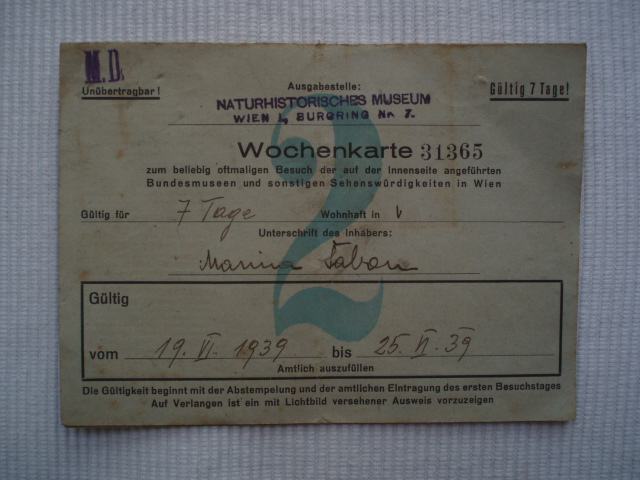 M.D.
Unübertragbar!
Ausgabestelle:
Gültig 7 Tage!
NATURHISTORISCHES MUSEUM
WIEN I., BURGRING Nr. 7.
Wochenkarte 31365
zum beliebig oftmaligen Besuch der auf der Innenseite angeführten
Bundesmuseen und sonstigen Sehenswürdigkeiten in Wien
2
Gültig für 7 Tage Wohnhaft in
Unterschrift des Inhabers:
Marina
Gültig
vom 19. VI. 1939 bis 25. VI. 39
Amtlich auszufüllen
Die Gültigkeit beginnt mit der Abstempelung und der amtlichen Eintragung des ersten Besuchstages
Auf Verlangen ist ein mit Lichtbild versehener Ausweis vorzuzeigen